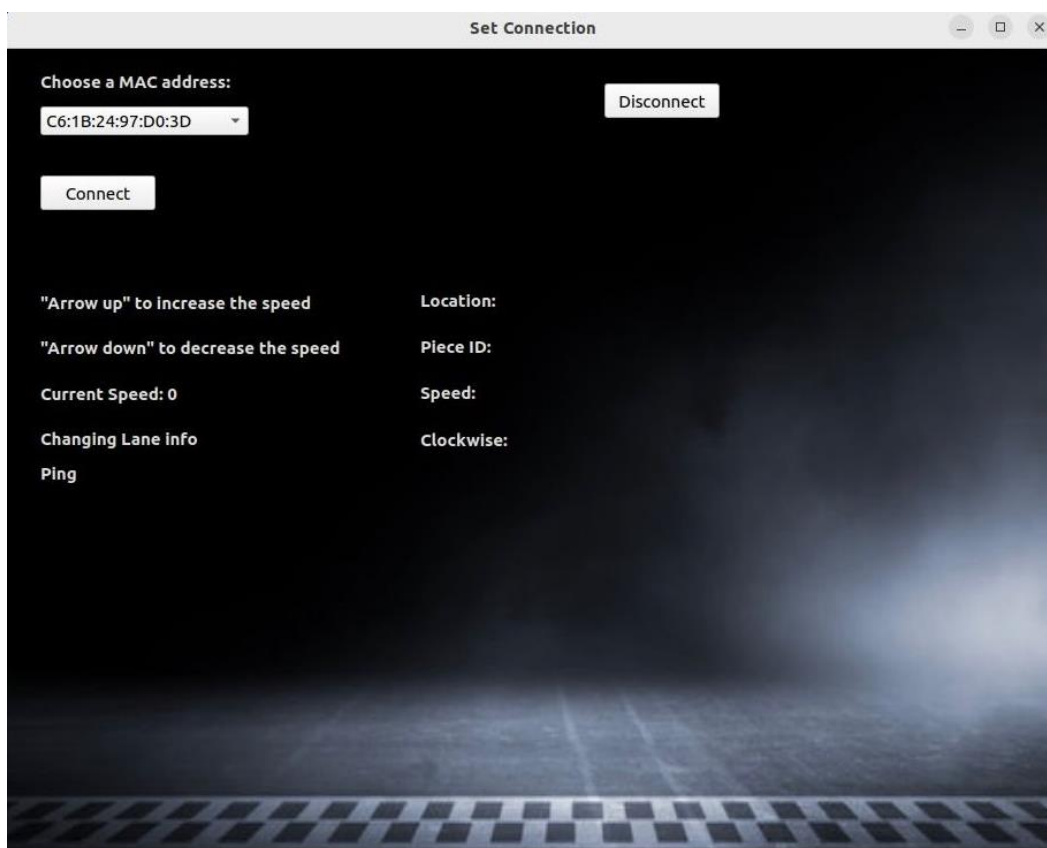 Set Connection
Choose a MAC address:
Disconnect
C6:1B:24:97:D0:3D
Connect
"Arrow up" to increase the speed
Location:
"Arrow down" to decrease the speed
Piece ID:
Current Speed: 0
Speed:
Changing Lane info
Clockwise:
Ping